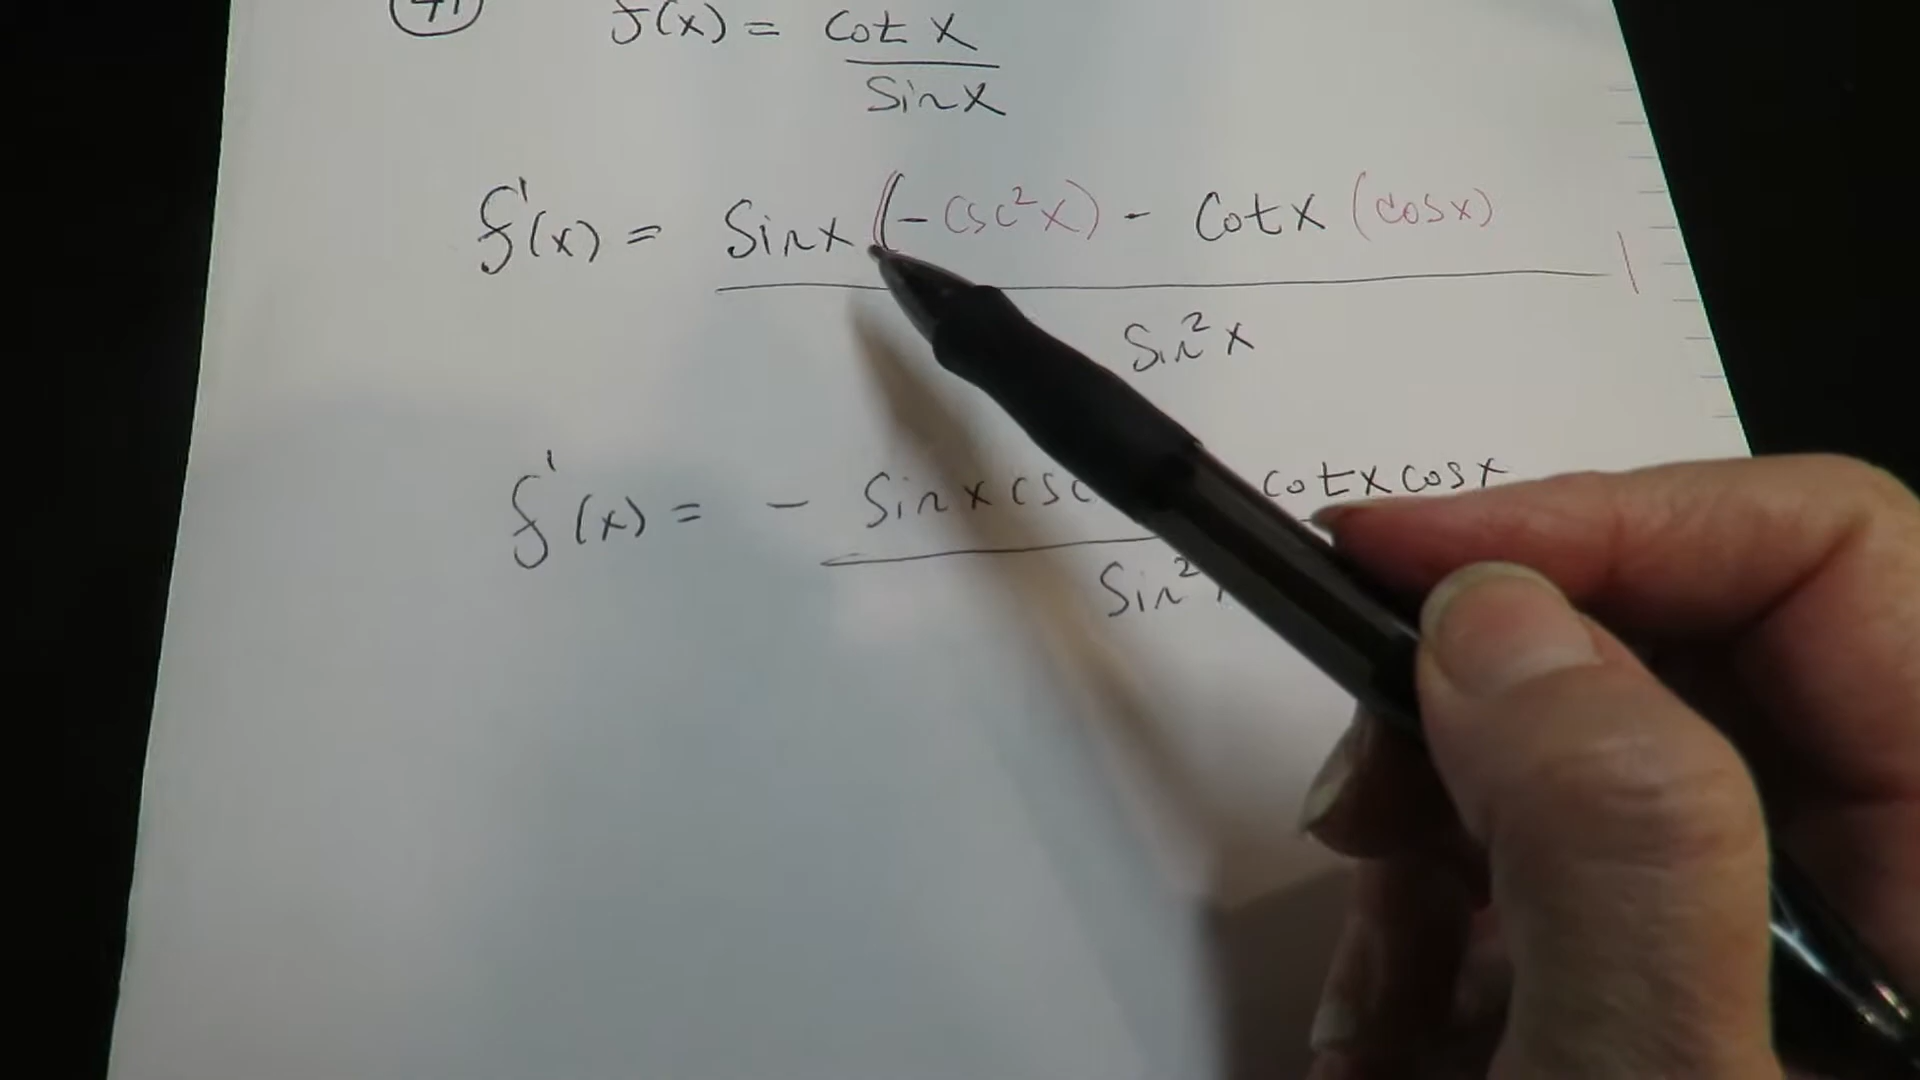 f(x) = cot x
sin x
f'(x) = sin x (-csc²x) - cot x (cos x)
sin²x
f'(x) = - sin x csc cot x cos x
sin²